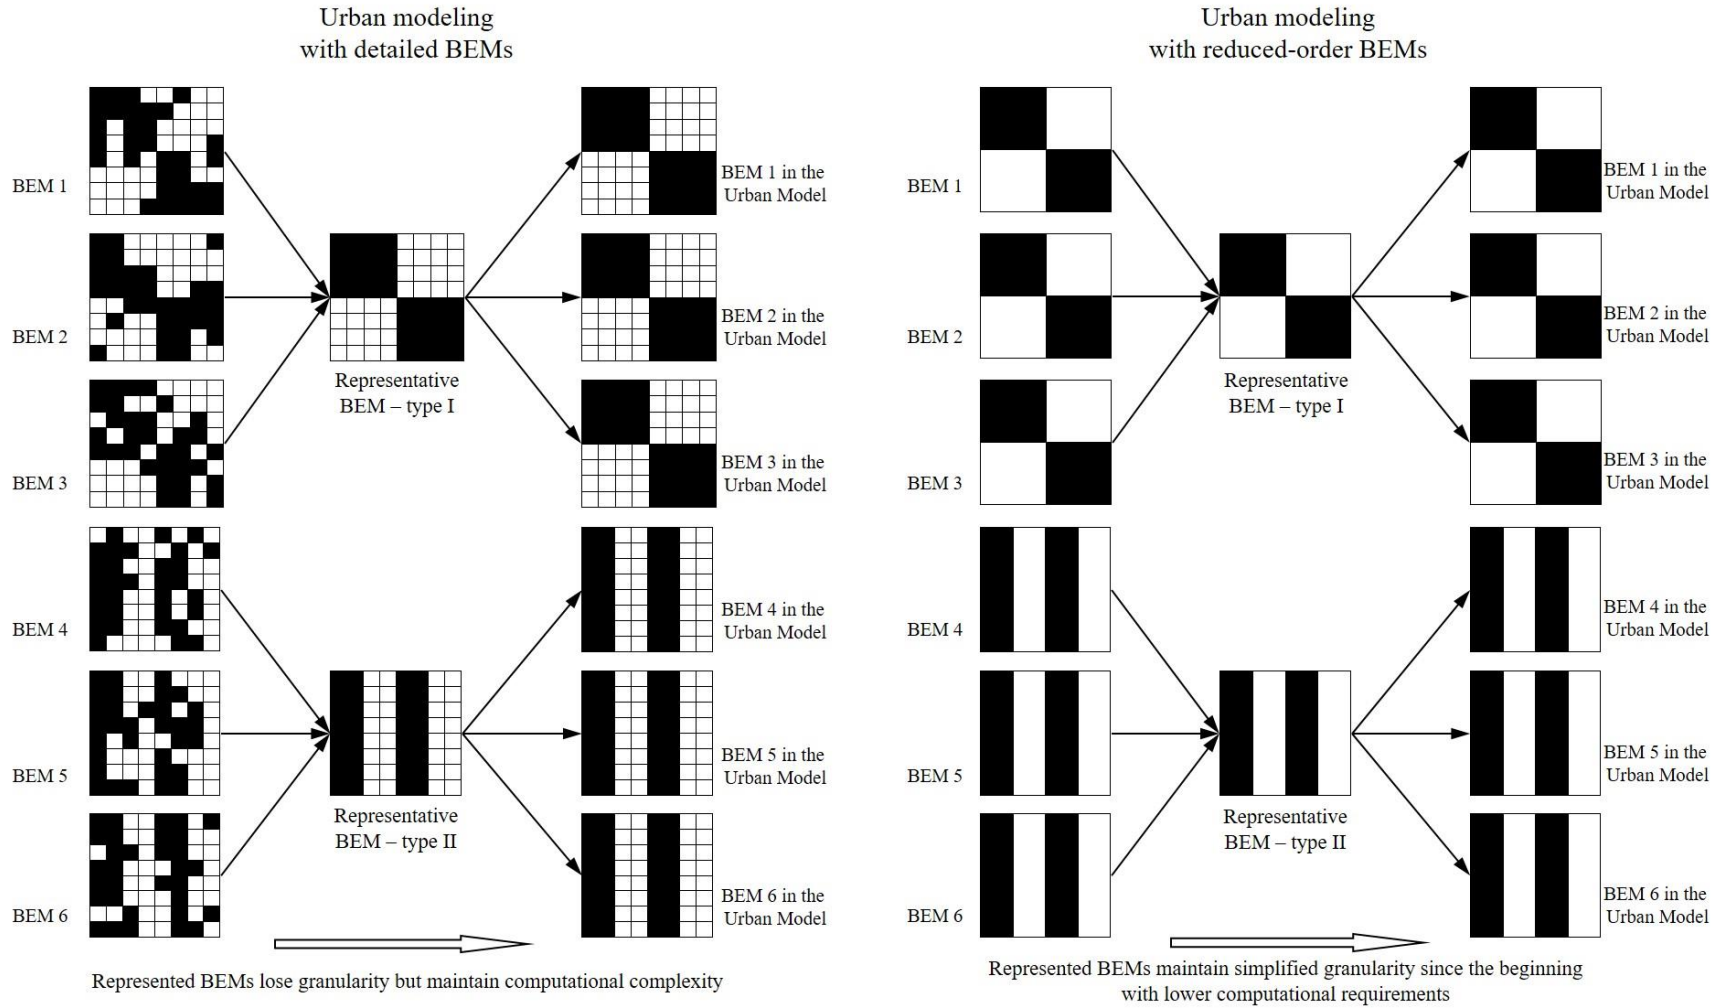 Urban modeling
with detailed BEMs
BEM 1
BEM 2
BEM 3
BEM 4
BEM 5
BEM 6
Representative
BEM – type I
Representative
BEM – type II
BEM 1 in the
Urban Model
BEM 2 in the
Urban Model
BEM 3 in the
Urban Model
BEM 4 in the
Urban Model
BEM 5 in the
Urban Model
BEM 6 in the
Urban Model
Represented BEMs lose granularity but maintain computational complexity
Urban modeling
with reduced-order BEMs
BEM 1
BEM 2
BEM 3
BEM 4
BEM 5
BEM 6
Representative
BEM – type I
Representative
BEM – type II
BEM 1 in the
Urban Model
BEM 2 in the
Urban Model
BEM 3 in the
Urban Model
BEM 4 in the
Urban Model
BEM 5 in the
Urban Model
BEM 6 in the
Urban Model
Represented BEMs maintain simplified granularity since the beginning
with lower computational requirements